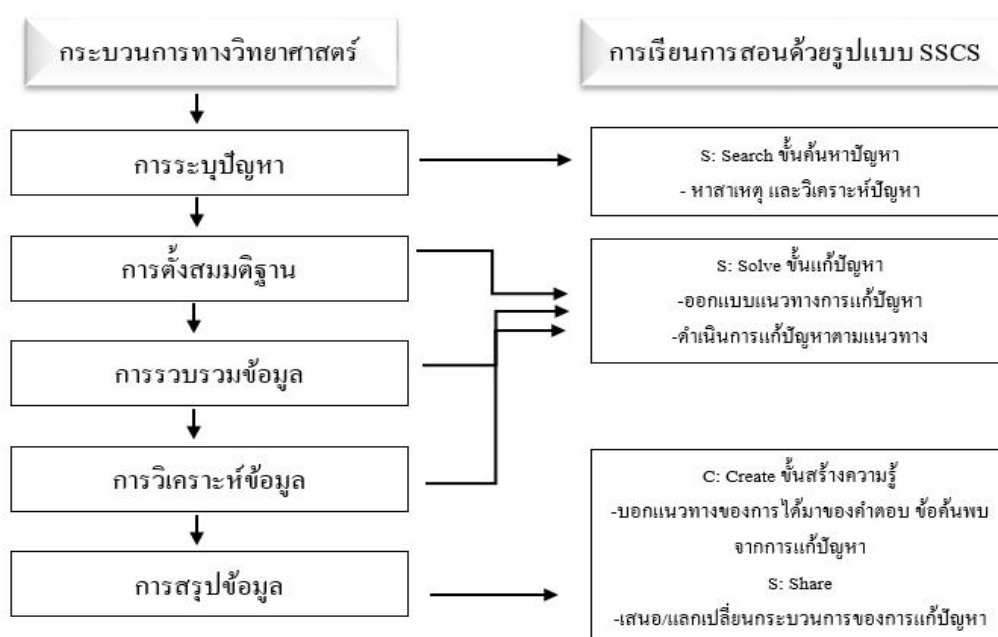 กระบวนการทางวิทยาศาสตร์
การเรียนการสอนด้วยรูปแบบ SSCS
การระบุปัญหา
S: Search ขั้นค้นหาปัญหา
- หาสาเหตุ และวิเคราะห์ปัญหา
การตั้งสมมติฐาน
S: Solve ขั้นแก้ปัญหา
-ออกแบบแนวทางการแก้ปัญหา
-ดำเนินการแก้ปัญหาตามแนวทาง
การรวบรวมข้อมูล
การวิเคราะห์ข้อมูล
การสรุปข้อมูล
C: Create ขั้นสร้างความรู้
-บอกแนวทางของการได้มาของคำตอบ ข้อค้นพบ
จากการแก้ปัญหา
S: Share
-เสนอ/แลกเปลี่ยนกระบวนการของการแก้ปัญหา